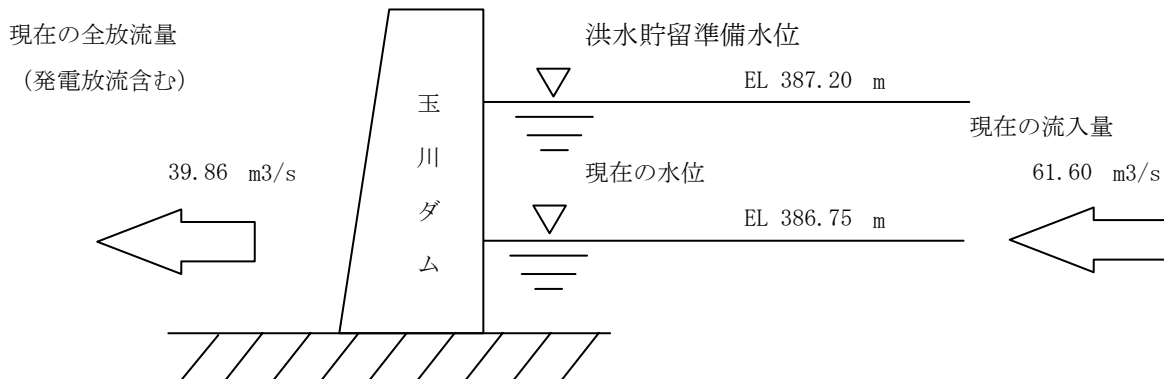 現在の全放流量
（発電放流含む）
39.86 m3/s
玉川ダム
洪水貯留準備水位
EL 387.20 m
現在の水位
EL 386.75 m
現在の流入量
61.60 m3/s